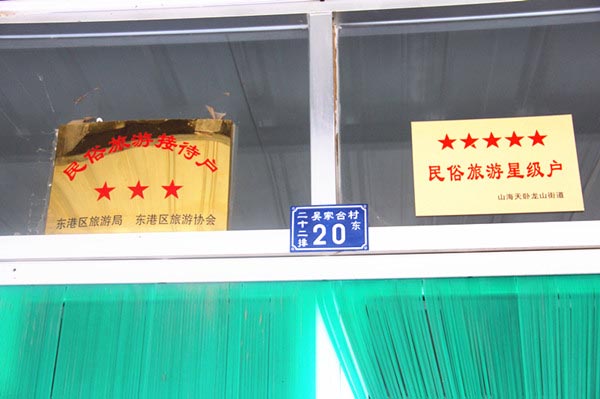 民俗旅游接待户
★★★
东港区旅游局 东港区旅游协会
吴家台村
二十二排
20
东
★★★★★
民俗旅游星级户
山海天卧龙山街道